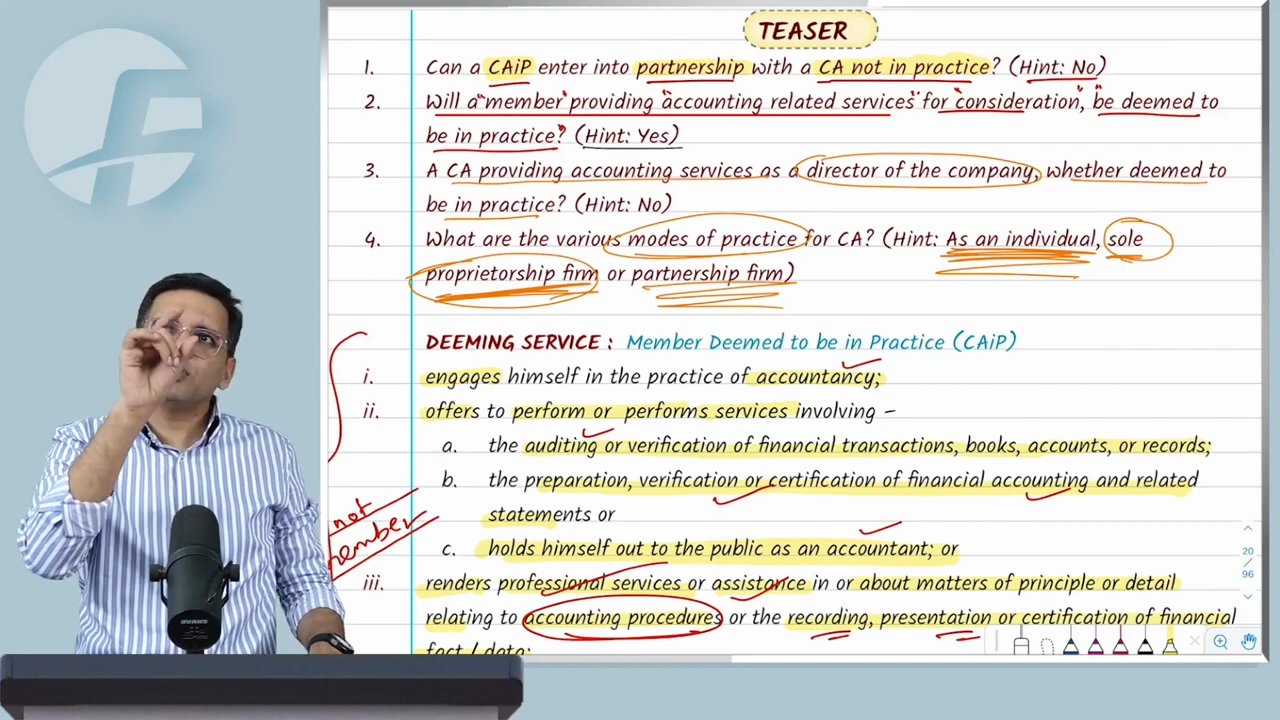 TEASER
1. Can a CAiP enter into partnership with a CA not in practice? (Hint: No)
2. Will a "member" providing "accounting related services" for "consideration", "be deemed to
be in practice"? (Hint: Yes)
3. A CA providing accounting services as a director of the company, whether deemed to
be in practice? (Hint: No)
4. What are the various modes of practice for CA? (Hint: As an individual, sole
proprietorship firm or partnership firm)
DEEMING SERVICE : Member Deemed to be in Practice (CAiP)
i. engages himself in the practice of accountancy;
ii. offers to perform or performs services involving –
a. the auditing or verification of financial transactions, books, accounts, or records;
b. the preparation, verification or certification of financial accounting and related
statements or
not
member
c. holds himself out to the public as an accountant; or
iii. renders professional services or assistance in or about matters of principle or detail
relating to accounting procedures or the recording, presentation or certification of financial
fact / data;
20
/
96